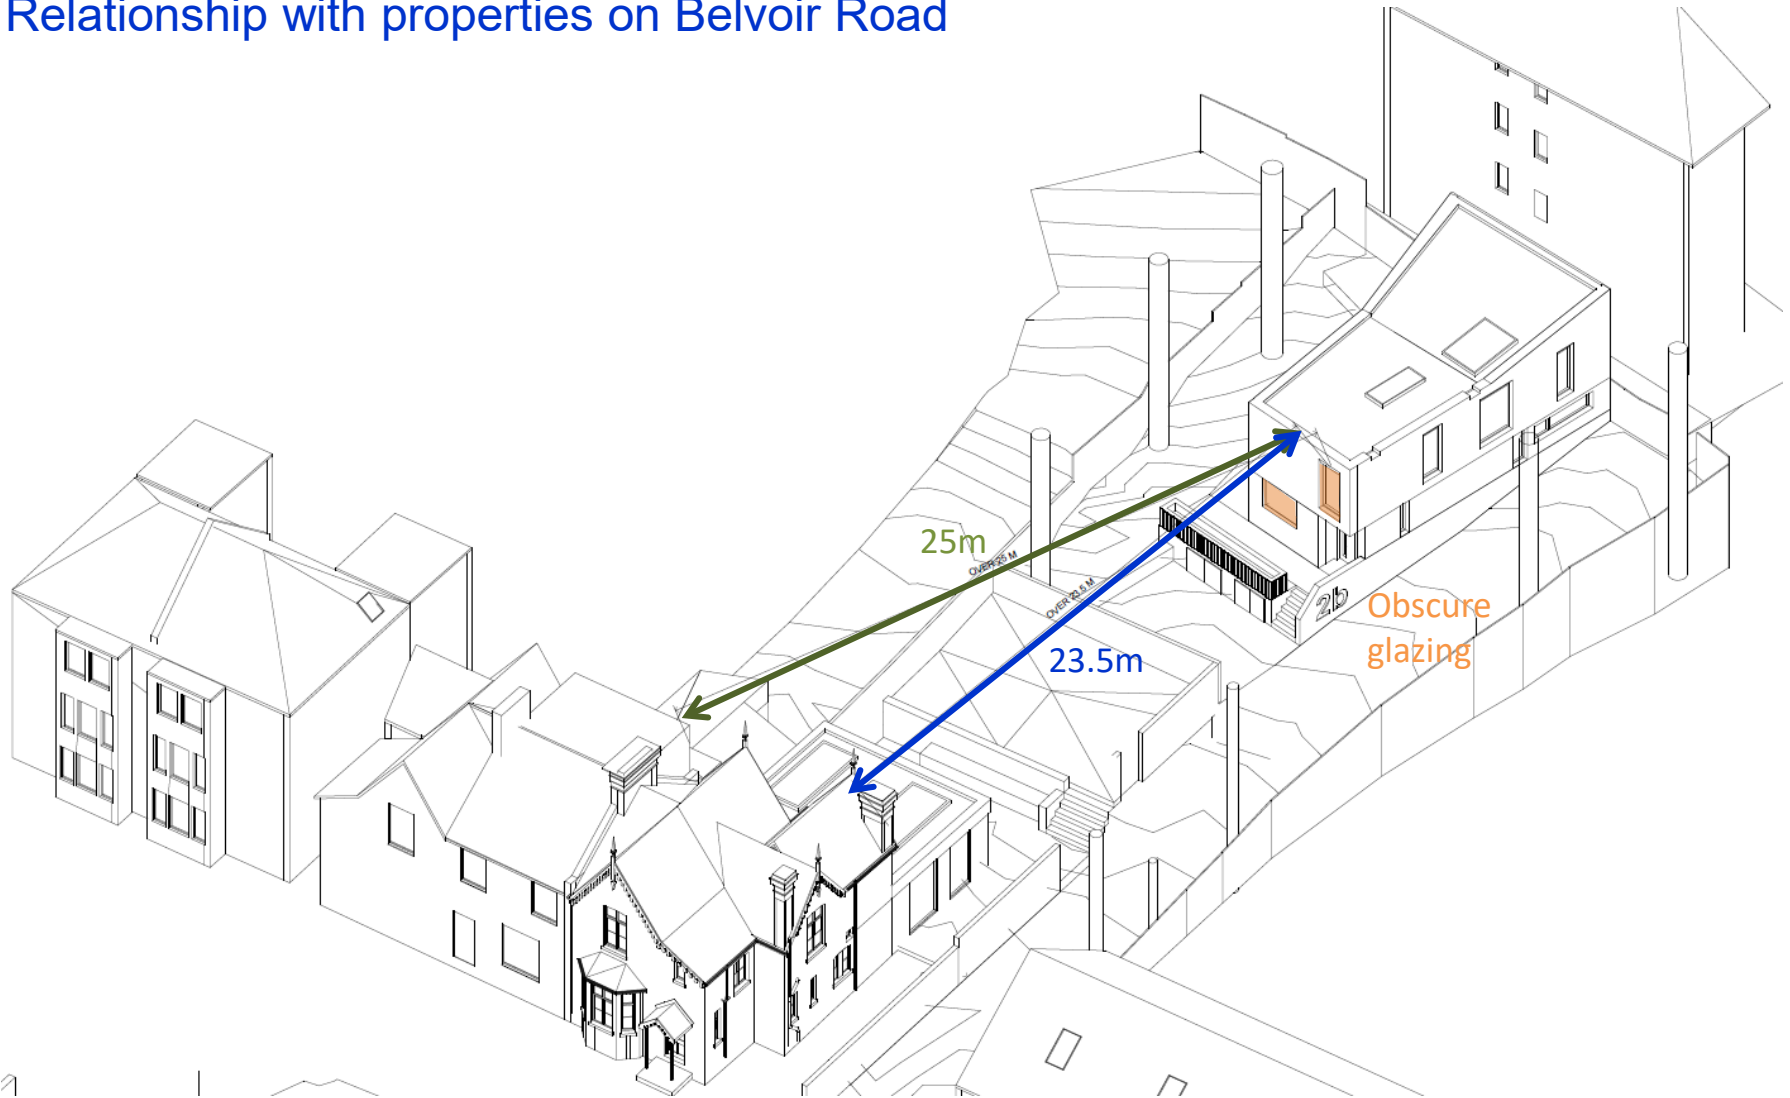 Relationship with properties on Belvoir Road
25m
OVER 25 M
OVER 23.5 M
23.5m
2b
Obscure
glazing